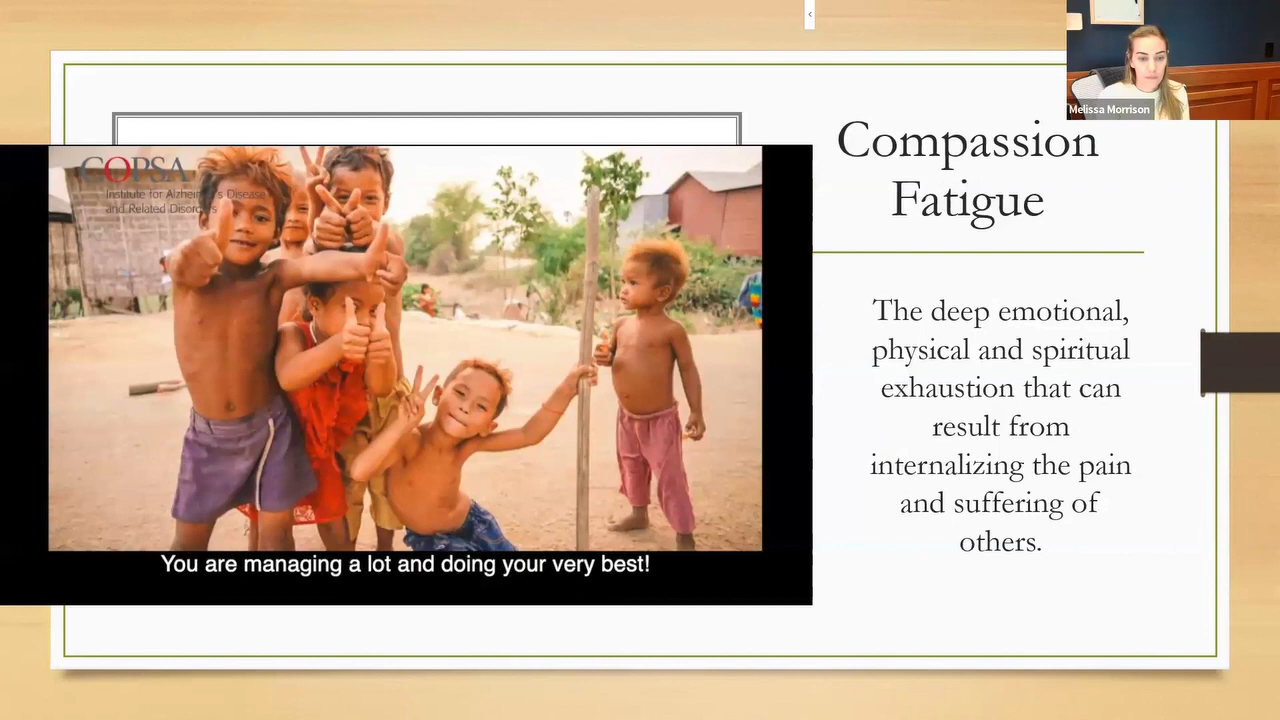 Melissa Morrison
Compassion
Fatigue
COPSA
Institute for Alzheimer's Disease
and Related Disorders
The deep emotional,
physical and spiritual
exhaustion that can
result from
internalizing the pain
and suffering of
others.
You are managing a lot and doing your very best!